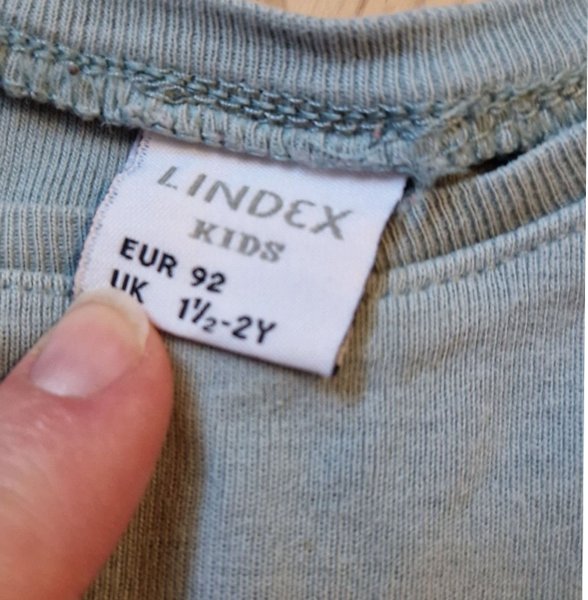 LINDEX
KIDS
EUR 92
UK 1½-2Y